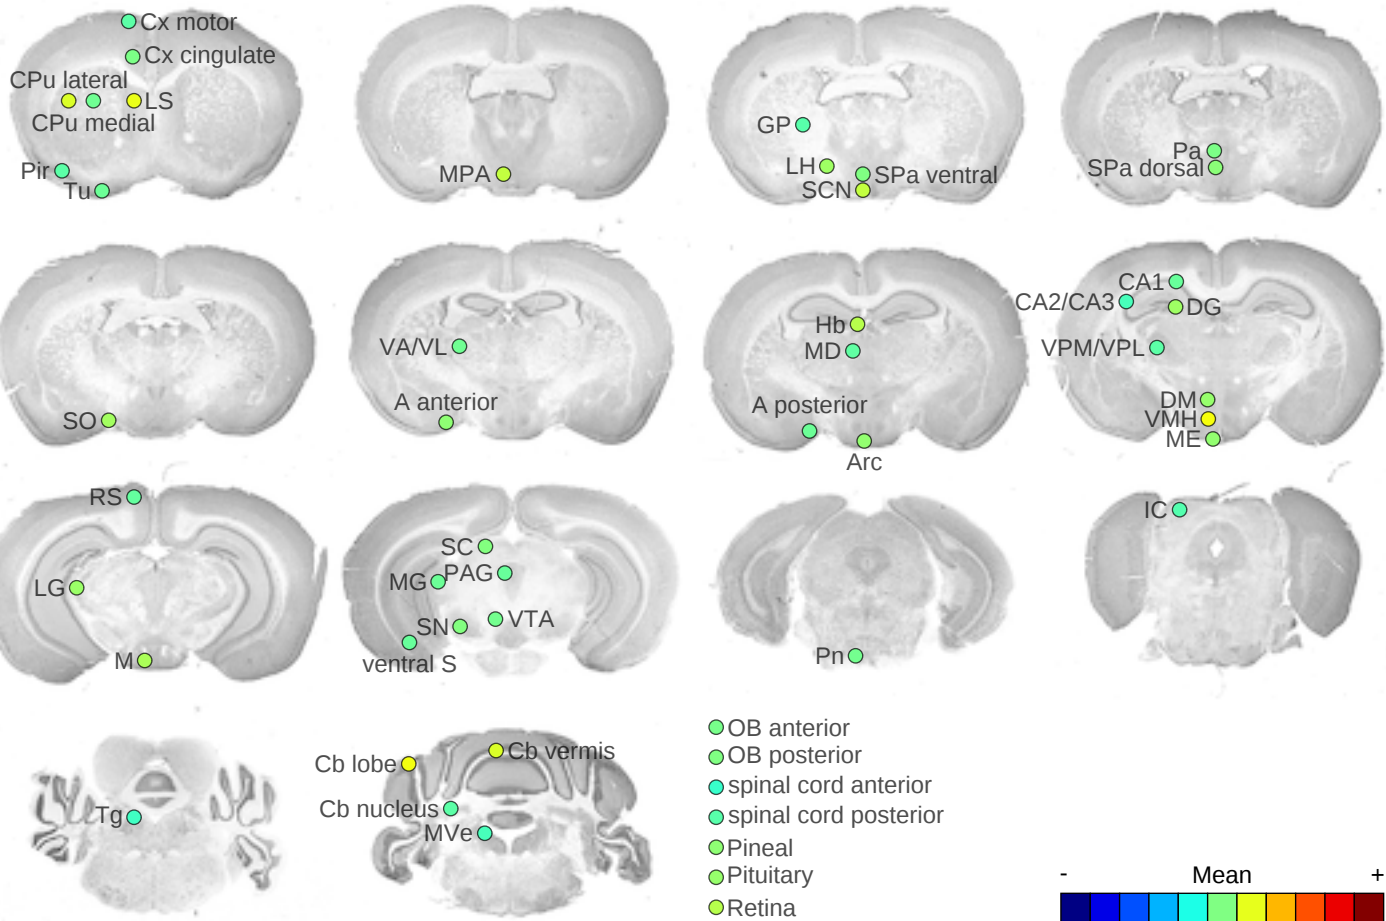 Cx motor
Cx cingulate
CPu lateral
LS
CPu medial
Pir
Tu
MPA
GP
LH
SPa ventral
SCN
Pa
SPa dorsal
SO
VA/VL
A anterior
Hb
MD
A posterior
Arc
CA1
CA2/CA3
DG
VPM/VPL
DM
VMH
ME
RS
LG
M
SC
MG
PAG
SN
VTA
ventral S
Pn
IC
Tg
Cb lobe
Cb vermis
Cb nucleus
MVe
OB anterior
OB posterior
spinal cord anterior
spinal cord posterior
Pineal
Pituitary
Retina
- Mean +